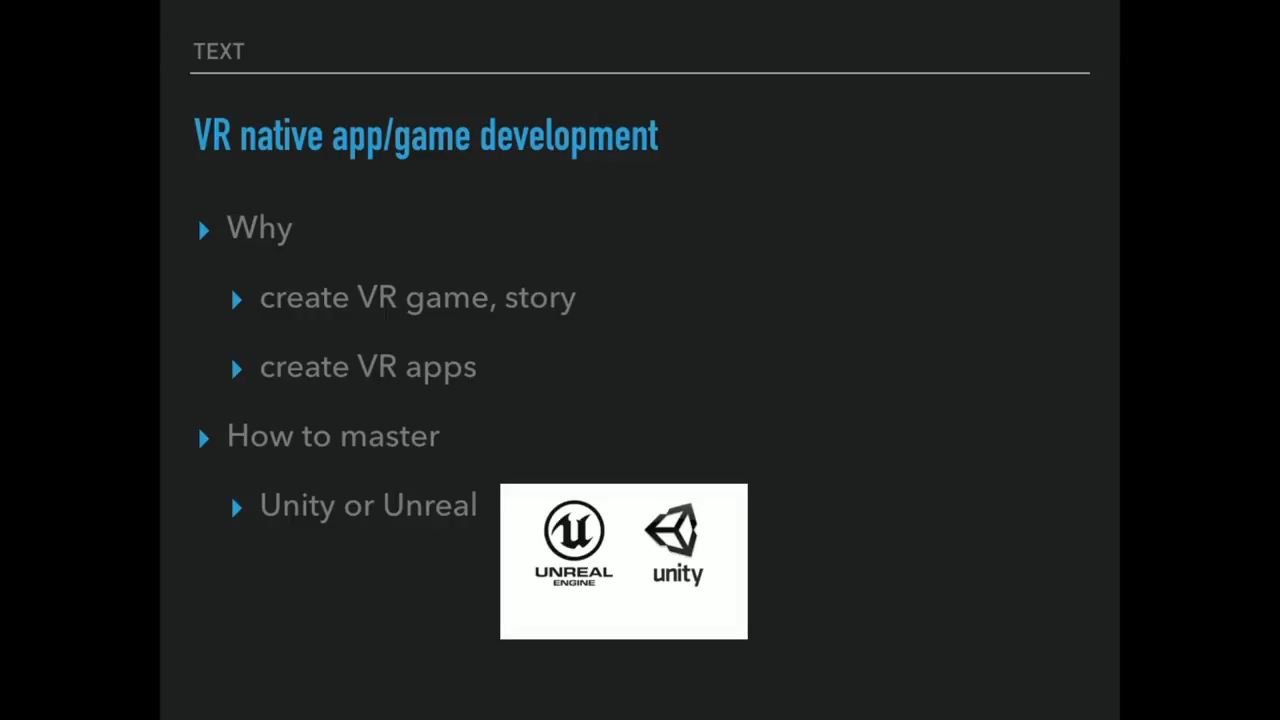 TEXT
VR native app/game development
Why
create VR game, story
create VR apps
How to master
Unity or Unreal
UNREAL
ENGINE
unity